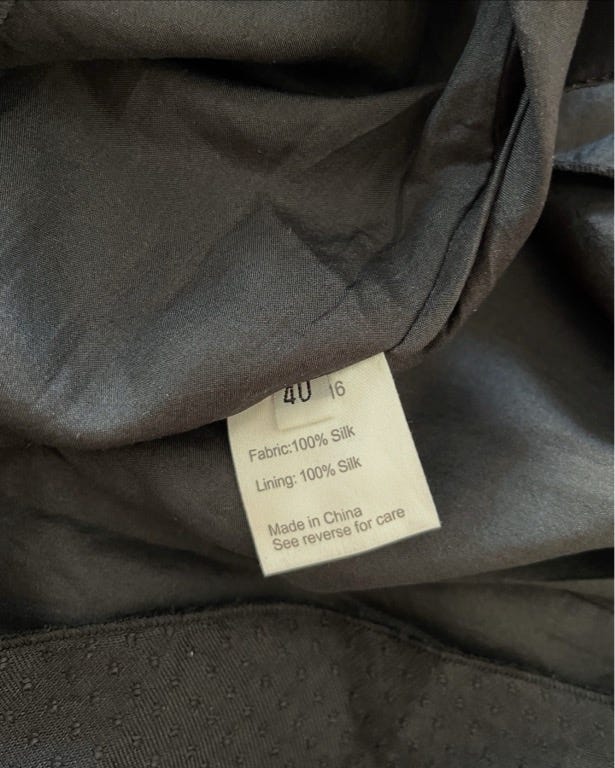 40 16
Fabric:100% Silk
Lining: 100% Silk
Made in China
See reverse for care